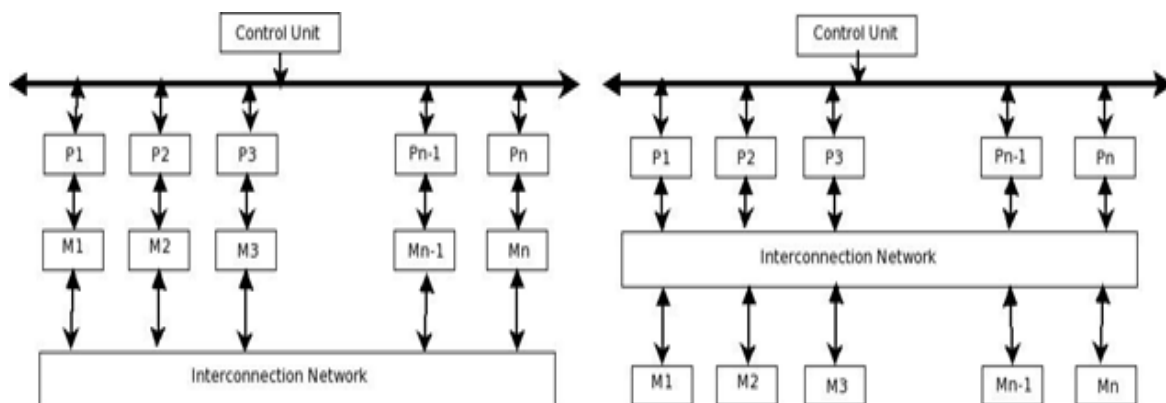 Control Unit
P1 P2 P3 Pn-1 Pn
M1 M2 M3 Mn-1 Mn
Interconnection Network
Control Unit
P1 P2 P3 Pn-1 Pn
Interconnection Network
M1 M2 M3 Mn-1 Mn